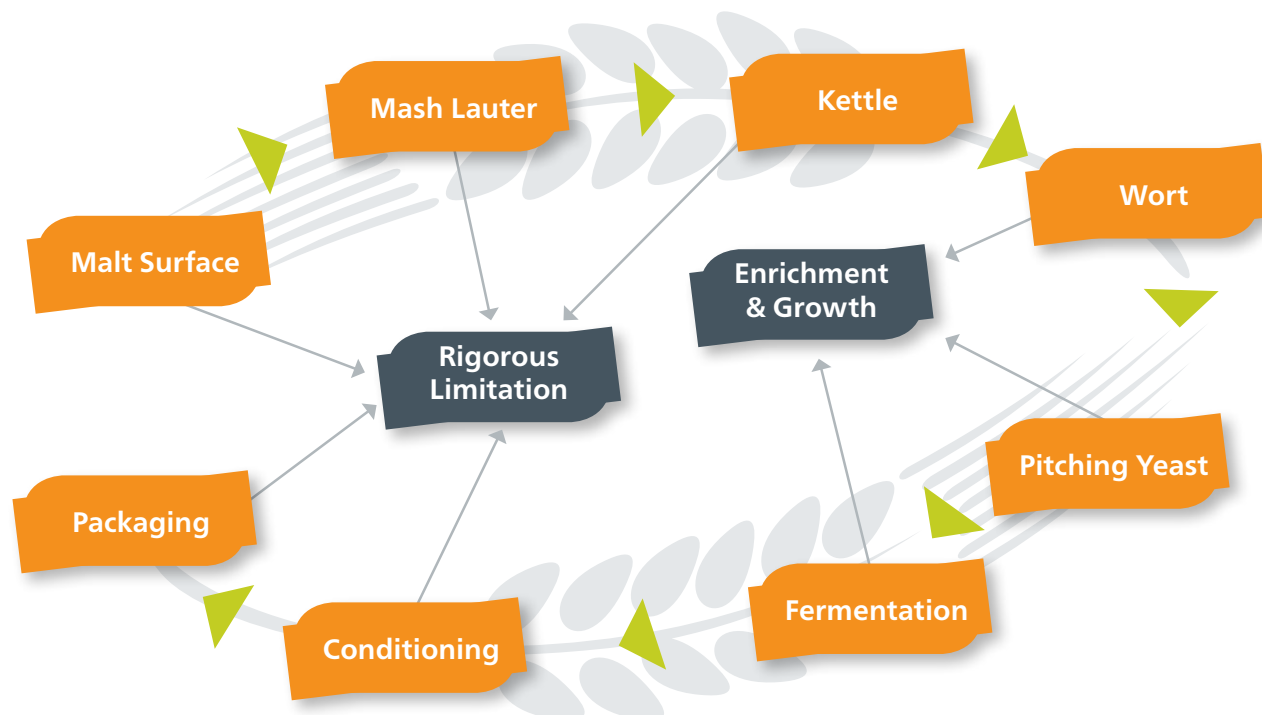 Mash Lauter
Kettle
Wort
Malt Surface
Enrichment
& Growth
Rigorous
Limitation
Pitching Yeast
Packaging
Fermentation
Conditioning